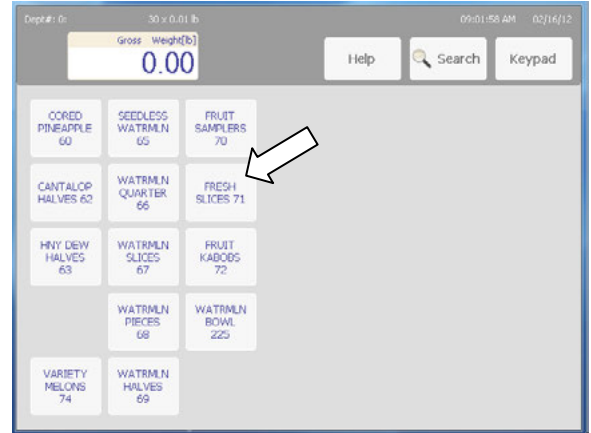 Dept#: 0: 30 x 0.01 lb 09:01:58 AM 02/16/12
Gross Weight[lb]
0.00
Help
Search
Keypad
CORED
PINEAPPLE
60
SEEDLESS
WATRMLN
65
FRUIT
SAMPLERS
70
CANTALOP
HALVES 62
WATRMLN
QUARTER
66
FRESH
SLICES 71
HNY DEW
HALVES
63
WATRMLN
SLICES
67
FRUIT
KABOBS
72
WATRMLN
PIECES
68
WATRMLN
BOWL
225
VARIETY
MELONS
74
WATRMLN
HALVES
69